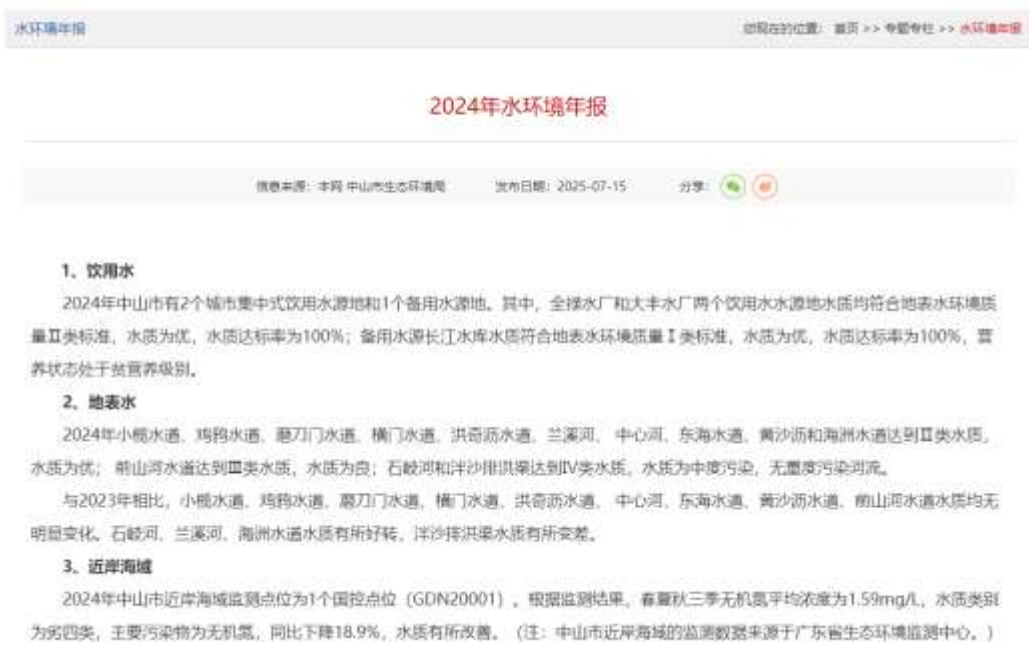 水环境年报
您现在的位置: 首页 >> 专题专栏 >> 水环境年报
2024年水环境年报
信息来源: 本网 中山市生态环境局 发布日期: 2025-07-15 分享:
1、饮用水
2024年中山市有2个城市集中式饮用水源地和1个备用水源地。其中，全禄水厂和大丰水厂两个饮用水水源地水质均符合地表水环境质
量Ⅱ类标准，水质为优，水质达标率为100%；备用水源长江水库水质符合地表水环境质量Ⅰ类标准，水质为优，水质达标率为100%，营
养状态处于贫营养级别。
2、地表水
2024年小榄水道、鸡鸦水道、磨刀门水道、横门水道、洪奇沥水道、兰溪河、中心河、东海水道、黄沙沥和海洲水道达到Ⅱ类水质，
水质为优；前山河水道达到Ⅲ类水质，水质为良；石岐河和泮沙排洪渠达到IV类水质，水质为中度污染，无重度污染河流。
与2023年相比，小榄水道、鸡鸦水道、磨刀门水道、横门水道、洪奇沥水道、中心河、东海水道、黄沙沥水道、前山河水道水质均无
明显变化。石岐河、兰溪河、海洲水道水质有所好转，泮沙排洪渠水质有所变差。
3、近岸海域
2024年中山市近岸海域监测点位为1个国控点位（GDN20001），根据监测结果，春夏秋三季无机氮平均浓度为1.59mg/L，水质类别
为劣四类，主要污染物为无机氮，同比下降18.9%，水质有所改善。（注：中山市近岸海域的监测数据来源于广东省生态环境监测中心。）